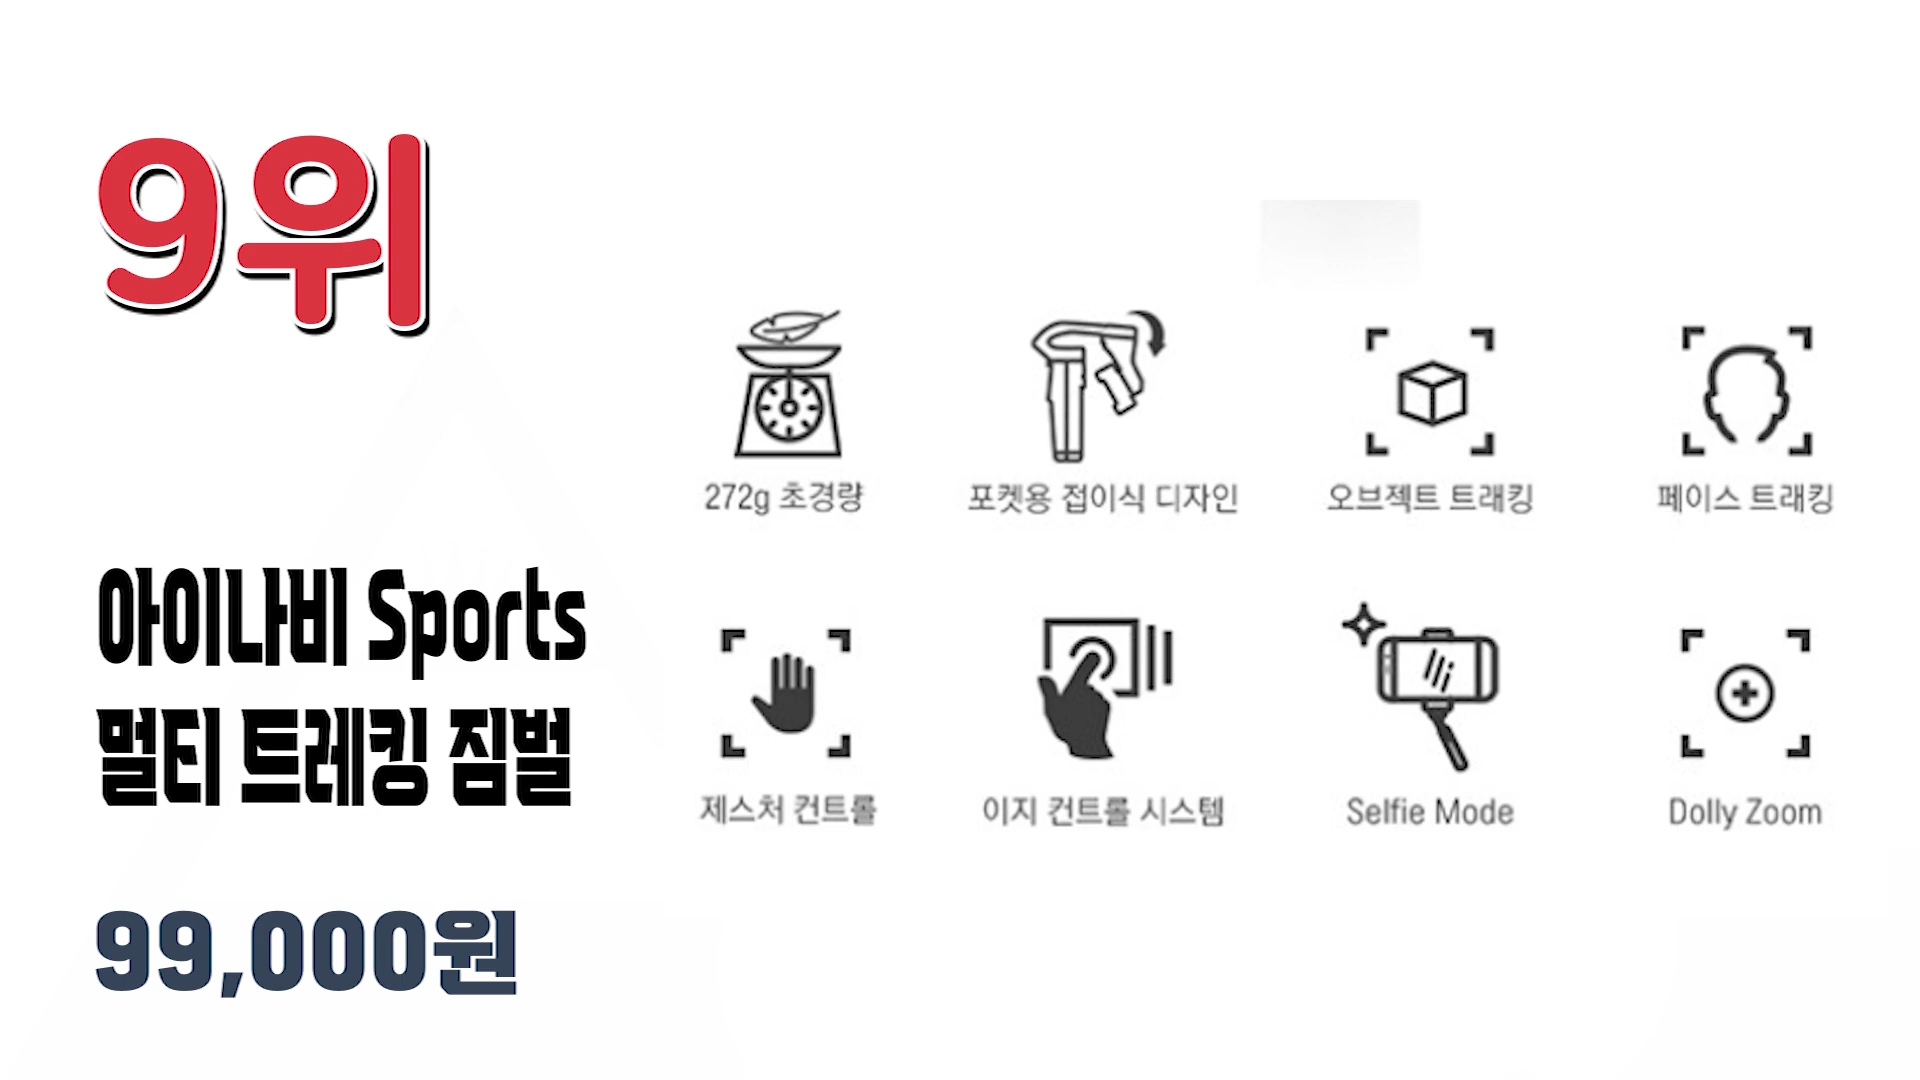 9위
272g 초경량
포켓용 접이식 디자인
오브젝트 트래킹
페이스 트래킹
아이나비 Sports
멀티 트레킹 짐벌
제스처 컨트롤
이지 컨트롤 시스템
Selfie Mode
Dolly Zoom
99,000원